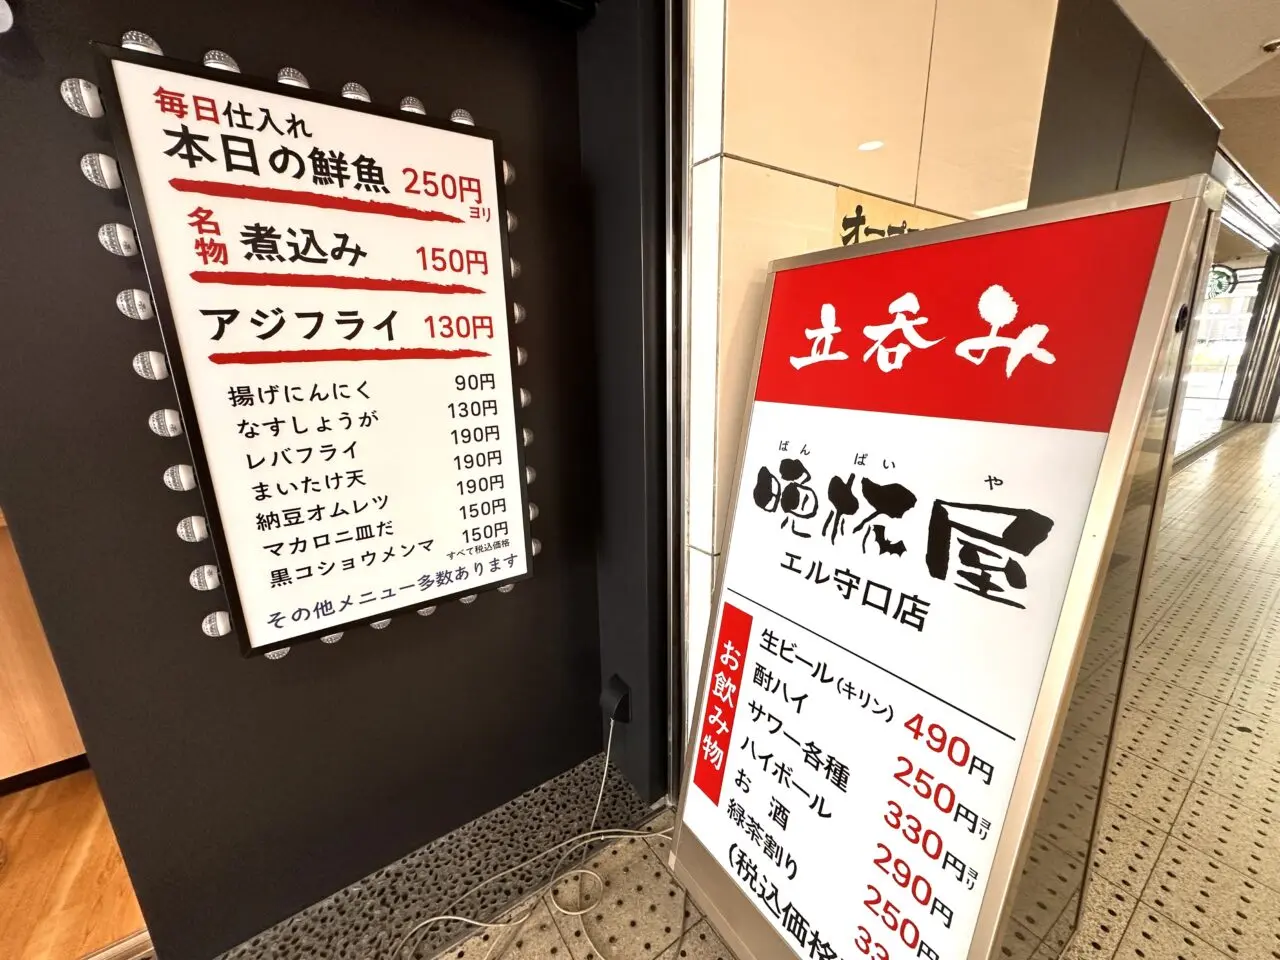 毎日仕入れ
本日の鮮魚 250円ヨリ
名物 煮込み 150円
アジフライ 130円
揚げにんにく 90円
なすしょうが 130円
レバフライ 190円
まいたけ天 190円
納豆オムレツ 190円
マカロニ皿だ 150円
黒コショウメンマ 150円
すべて税込価格
その他メニュー多数あります
オープ
立呑み
ばん ばい や
晩杯屋
エル守口店
お飲み物
生ビール(キリン) 490円
酎ハイ 250円ヨリ
サワー各種 330円ヨリ
ハイボール 290円
お酒 250円
緑茶割り 33
(税込価格